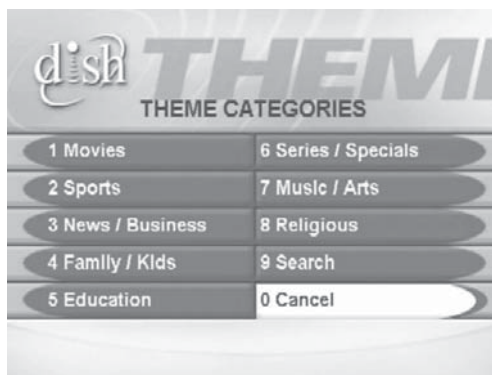 dish
THEME
THEME CATEGORIES
1 Movies
2 Sports
3 News / Business
4 Family / Kids
5 Education
6 Series / Specials
7 Music / Arts
8 Religious
9 Search
0 Cancel